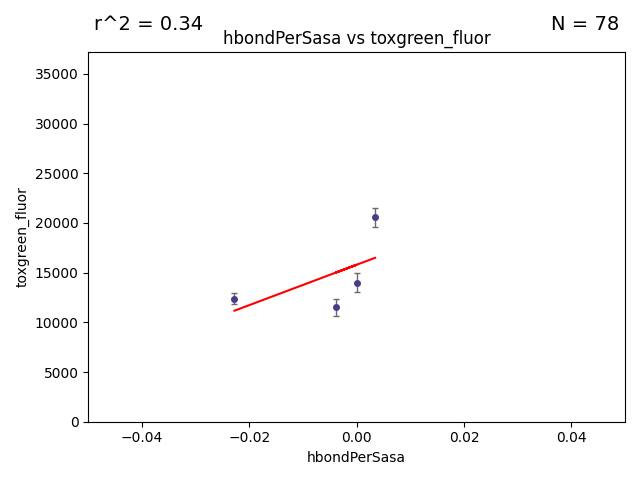 r^2 = 0.34
N = 78
hbondPerSasa vs toxgreen_fluor
35000
30000
25000
20000
15000
10000
5000
0
toxgreen_fluor
−0.04
−0.02
0.00
0.02
0.04
hbondPerSasa